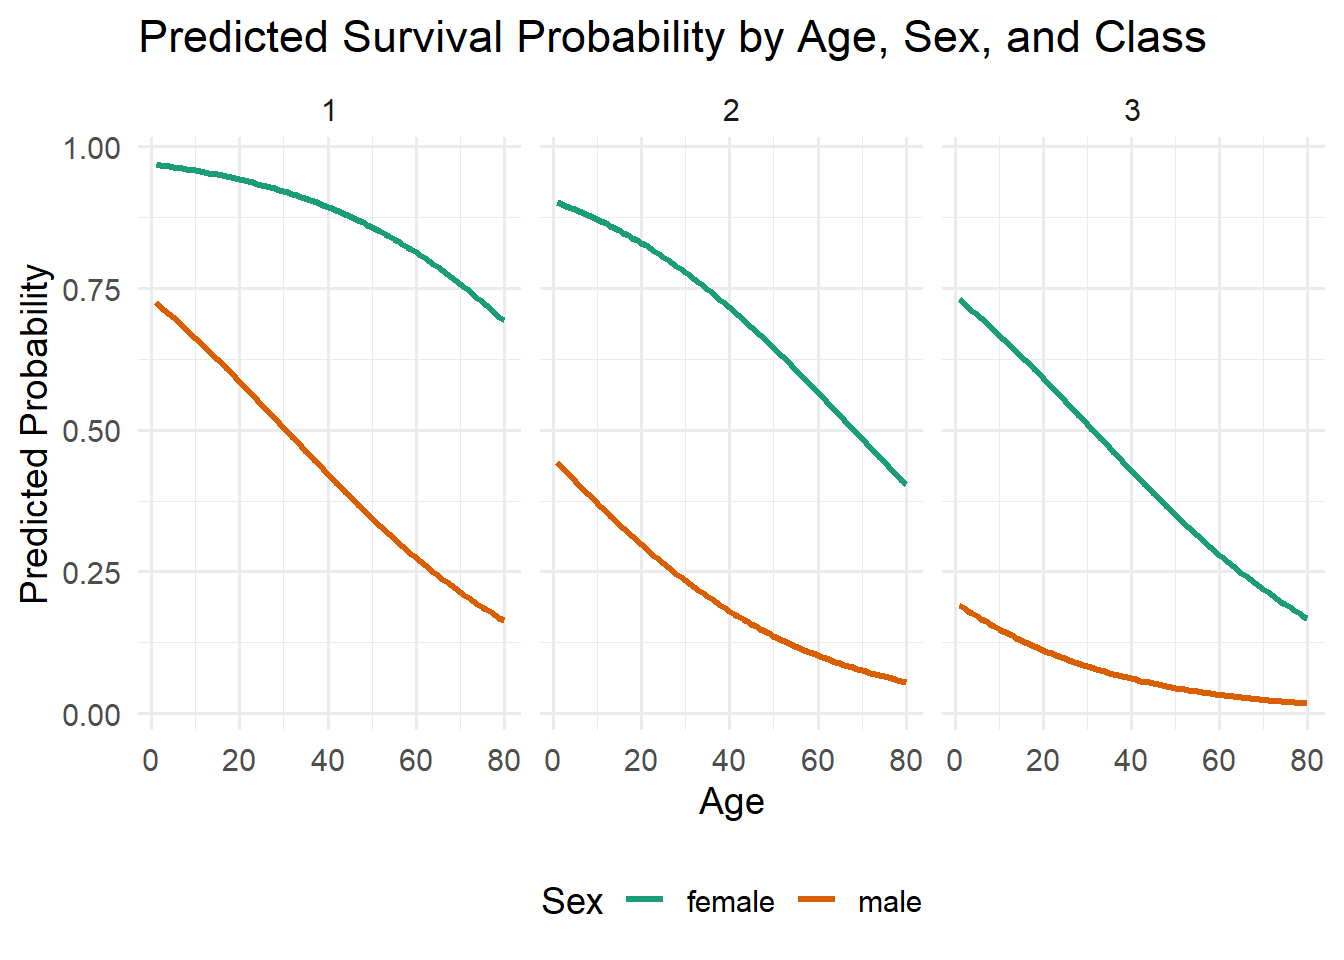 Predicted Survival Probability by Age, Sex, and Class
1 2 3
Predicted Probability
1.00
0.75
0.50
0.25
0.00
0 20 40 60 80 0 20 40 60 80 0 20 40 60 80
Age
Sex female male